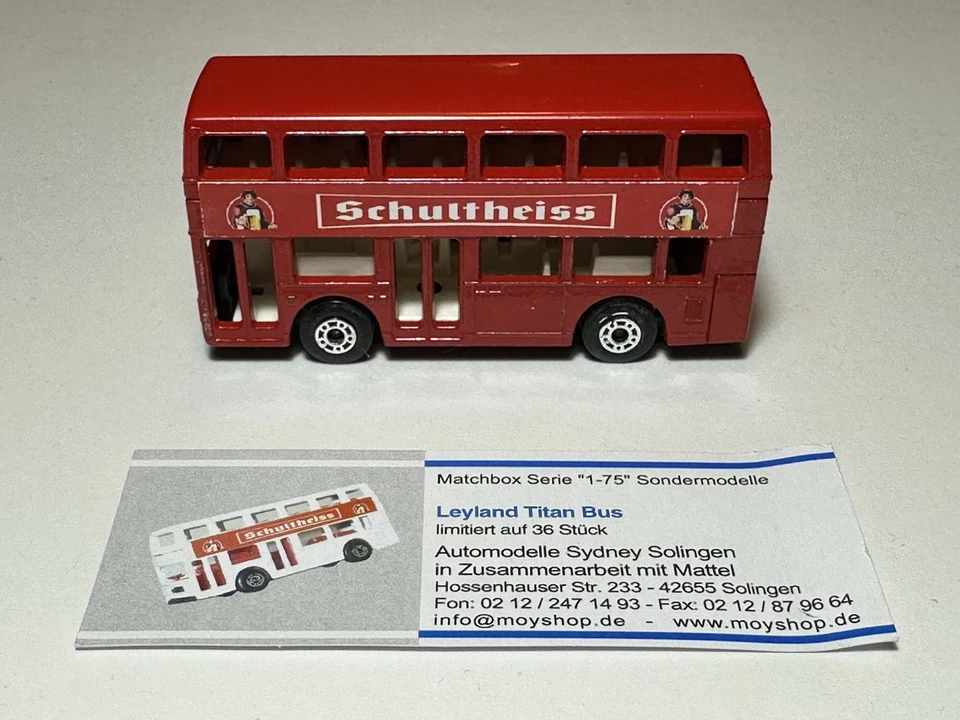 Schultheiss
Schultheiss
Matchbox Serie "1-75" Sondermodelle
Leyland Titan Bus
limitiert auf 36 Stück
Automodelle Sydney Solingen
in Zusammenarbeit mit Mattel
Hossenhauser Str. 233 - 42655 Solingen
Fon: 02 12 / 247 14 93 - Fax: 02 12 / 87 96 64
info@moyshop.de - www.moyshop.de